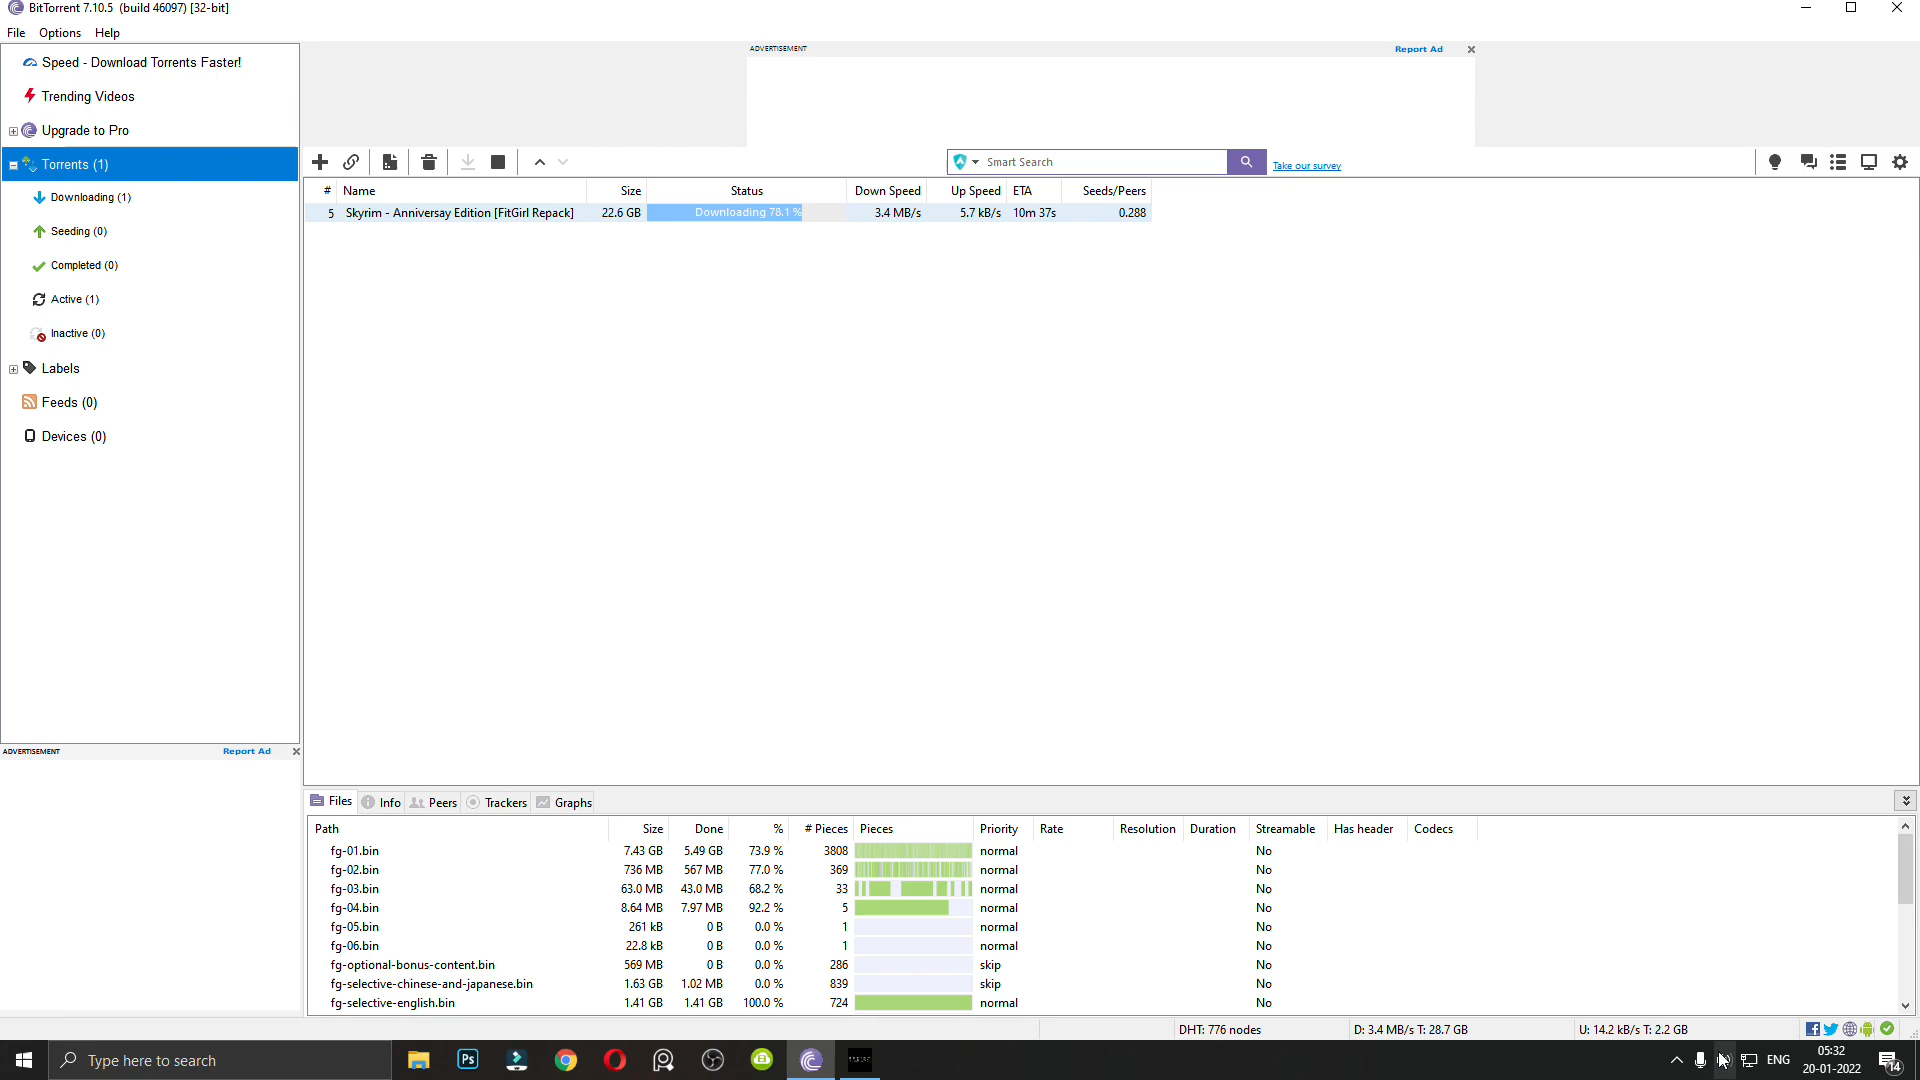 BitTorrent 7.10.5 (build 46097) [32-bit]
File Options Help
Speed - Download Torrents Faster!
Trending Videos
Upgrade to Pro
Torrents (1)
Downloading (1)
Seeding (0)
Completed (0)
Active (1)
Inactive (0)
Labels
Feeds (0)
Devices (0)
ADVERTISEMENT Report Ad
ADVERTISEMENT Report Ad
Smart Search
Take our survey
# Name Size Status Down Speed Up Speed ETA Seeds/Peers
5 Skyrim - Anniversay Edition [FitGirl Repack] 22.6 GB Downloading 78.1 % 3.4 MB/s 5.7 kB/s 10m 37s 0.288
Files Info Peers Trackers Graphs
Path Size Done % # Pieces Pieces Priority Rate Resolution Duration Streamable Has header Codecs
fg-01.bin 7.43 GB 5.49 GB 73.9 % 3808 normal No
fg-02.bin 736 MB 567 MB 77.0 % 369 normal No
fg-03.bin 63.0 MB 43.0 MB 68.2 % 33 normal No
fg-04.bin 8.64 MB 7.97 MB 92.2 % 5 normal No
fg-05.bin 261 kB 0 B 0.0 % 1 normal No
fg-06.bin 22.8 kB 0 B 0.0 % 1 normal No
fg-optional-bonus-content.bin 569 MB 0 B 0.0 % 286 skip No
fg-selective-chinese-and-japanese.bin 1.63 GB 1.02 MB 0.0 % 839 skip No
fg-selective-english.bin 1.41 GB 1.41 GB 100.0 % 724 normal No
DHT: 776 nodes D: 3.4 MB/s T: 28.7 GB U: 14.2 kB/s T: 2.2 GB
Type here to search
Ps
ENG
05:32
20-01-2022
14